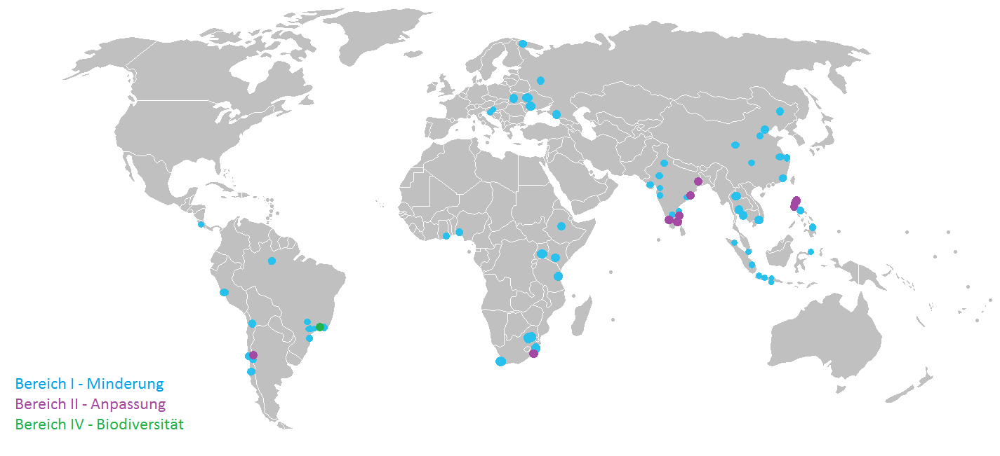 Bereich I - Minderung
Bereich II - Anpassung
Bereich IV - Biodiversität